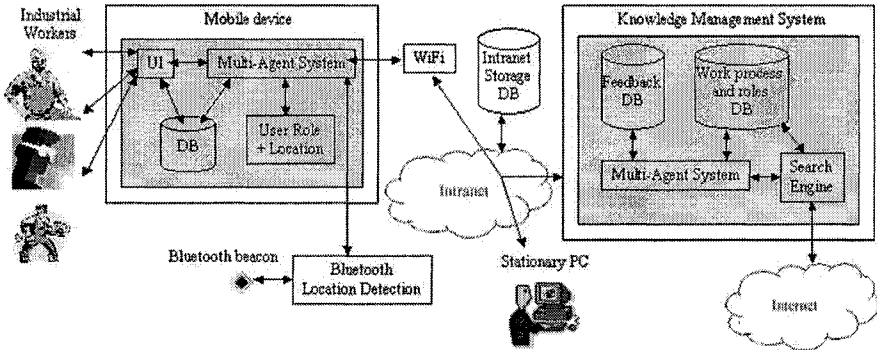 Industrial
Workers
Mobile device
UI
Multi-Agent System
DB
User Role
+ Location
WiFi
Intranet
Storage
DB
Intranet
Knowledge Management System
Feedback
DB
Work process
and roles
DB
Multi-Agent System
Search
Engine
Bluetooth beacon
Bluetooth
Location Detection
Stationary PC
Internet